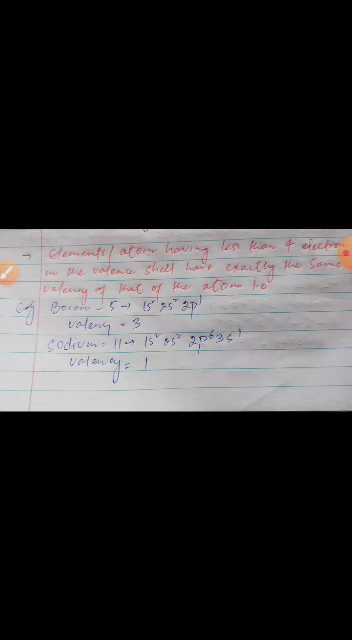 → Elements/ atom having less than 4 electron
in the valence shell have exactly the same
valency of that of the atom i.e
e.g Boron - 5 → 1s² 2s² 2p¹
valency = 3
Sodium = 11 → 1s² 2s² 2p⁶ 3s¹
valency = 1